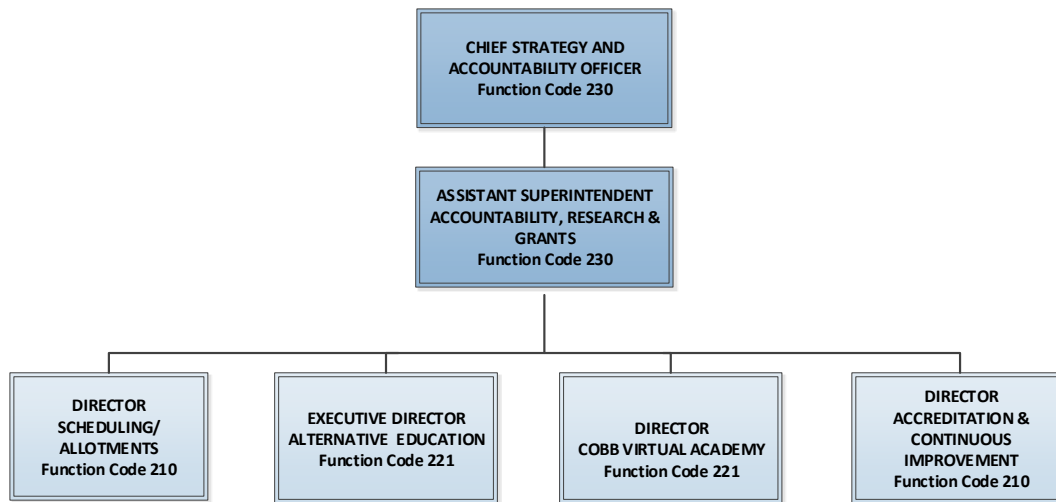 CHIEF STRATEGY AND
ACCOUNTABILITY OFFICER
Function Code 230
ASSISTANT SUPERINTENDENT
ACCOUNTABILITY, RESEARCH &
GRANTS
Function Code 230
DIRECTOR
SCHEDULING/
ALLOTMENTS
Function Code 210
EXECUTIVE DIRECTOR
ALTERNATIVE EDUCATION
Function Code 221
DIRECTOR
COBB VIRTUAL ACADEMY
Function Code 221
DIRECTOR
ACCREDITATION &
CONTINUOUS
IMPROVEMENT
Function Code 210